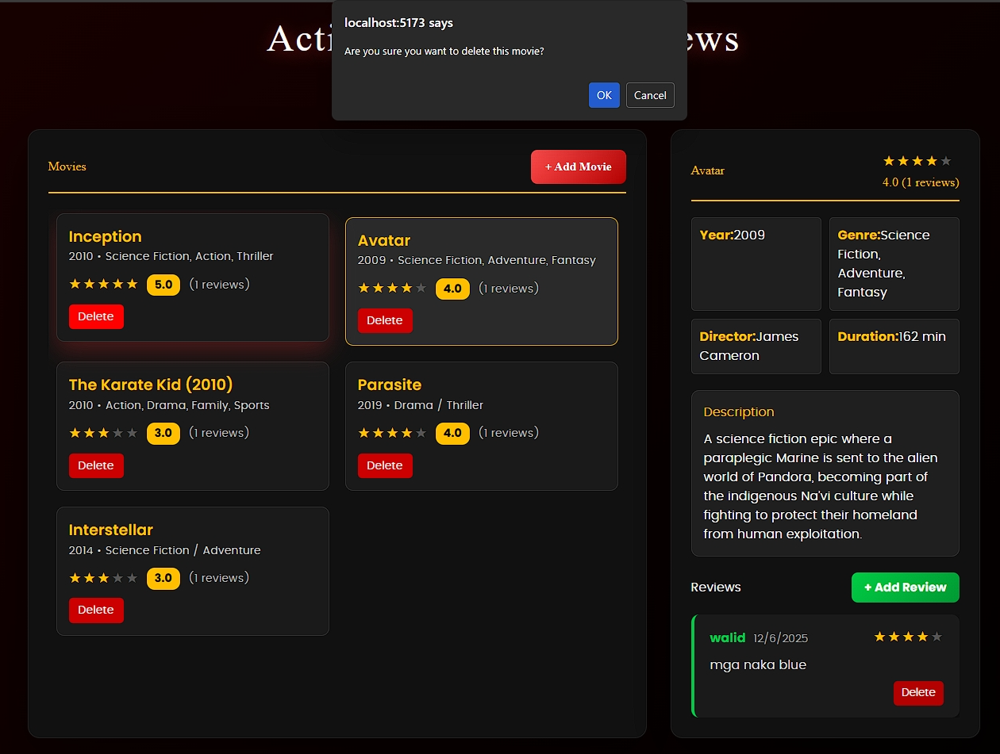 localhost:5173 says
Are you sure you want to delete this movie?
OK
Cancel
Acti
ews
Movies
+ Add Movie
Inception
2010 • Science Fiction, Action, Thriller
★★★★★ 5.0 (1 reviews)
Delete
Avatar
2009 • Science Fiction, Adventure, Fantasy
★★★★★ 4.0 (1 reviews)
Delete
The Karate Kid (2010)
2010 • Action, Drama, Family, Sports
★★★★★ 3.0 (1 reviews)
Delete
Parasite
2019 • Drama / Thriller
★★★★★ 4.0 (1 reviews)
Delete
Interstellar
2014 • Science Fiction / Adventure
★★★★★ 3.0 (1 reviews)
Delete
Avatar
★★★★★
4.0 (1 reviews)
Year:2009
Genre:Science
Fiction,
Adventure,
Fantasy
Director:James
Cameron
Duration:162 min
Description
A science fiction epic where a
paraplegic Marine is sent to the alien
world of Pandora, becoming part of
the indigenous Na'vi culture while
fighting to protect their homeland
from human exploitation.
Reviews
+ Add Review
walid 12/6/2025 ★★★★★
mga naka blue
Delete